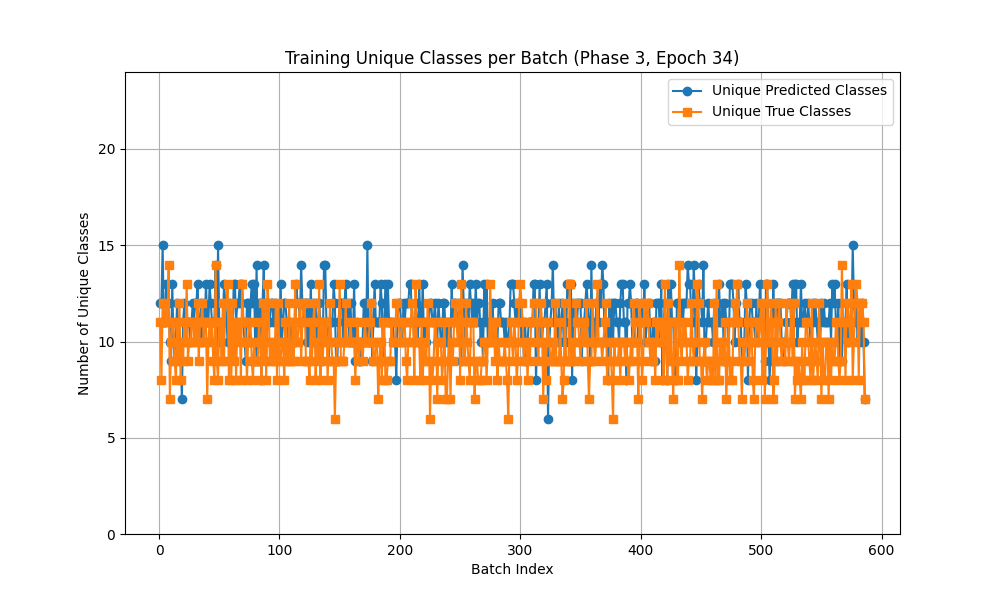 Training Unique Classes per Batch (Phase 3, Epoch 34)
Unique Predicted Classes
Unique True Classes
Number of Unique Classes
20
15
10
5
0
0 100 200 300 400 500 600
Batch Index